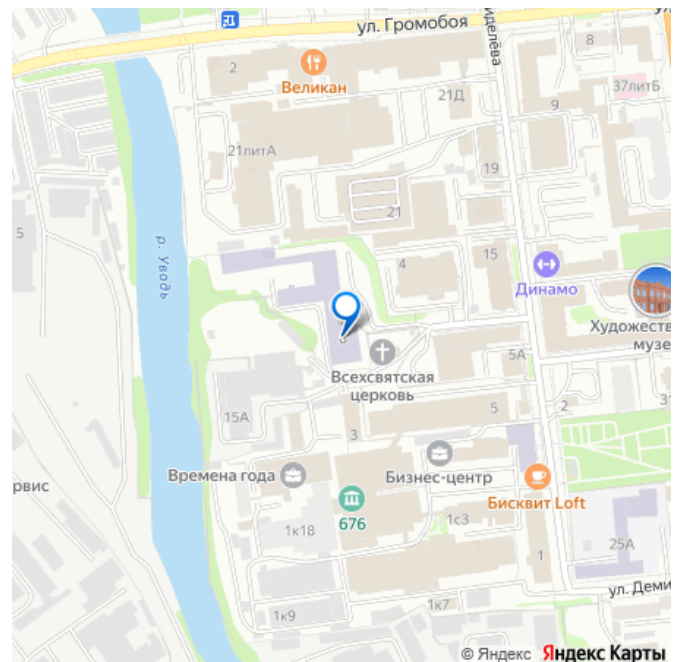 ул. Громобоя
2
Великан
21Д
8
37литБ
9
21литА
19
21
5
р. Уводь
15
4
Динамо
Художеств
музе
5А
Всехсвятская
церковь
15А
5
2
3
Времена года
Бизнес-центр
рвис
Бисквит Loft
676
1к18
1с3
25А
1
ул. Деми
1к9
1к7
© Яндекс Яндекс Карты